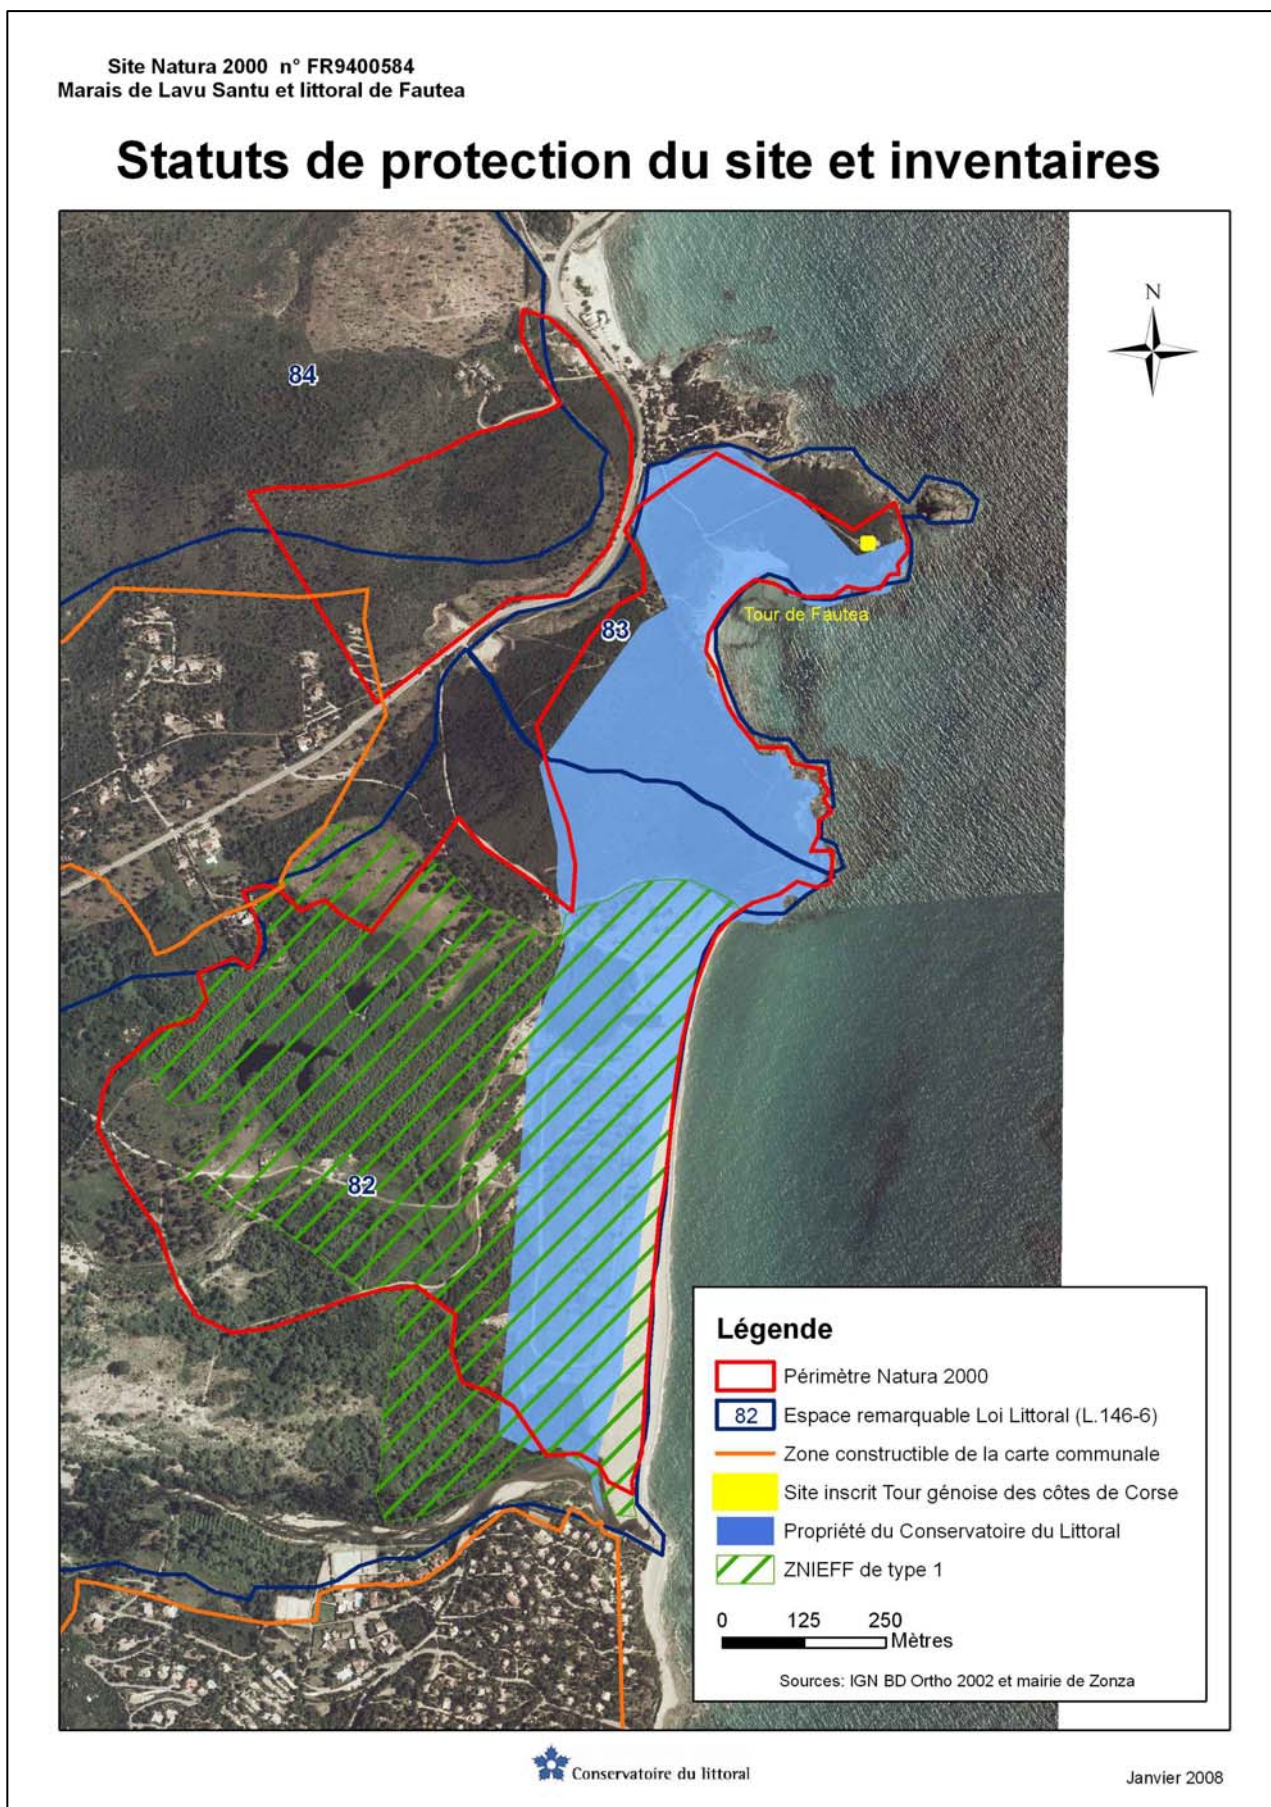 Site Natura 2000 n° FR9400584
Marais de Lavu Santu et littoral de Fautea
Statuts de protection du site et inventaires
N
84
83
Tour de Fautea
82
Légende
Périmètre Natura 2000
82 Espace remarquable Loi Littoral (L.146-6)
Zone constructible de la carte communale
Site inscrit Tour génoise des côtes de Corse
Propriété du Conservatoire du Littoral
ZNIEFF de type 1
0 125 250
Mètres
Sources: IGN BD Ortho 2002 et mairie de Zonza
Conservatoire du littoral
Janvier 2008